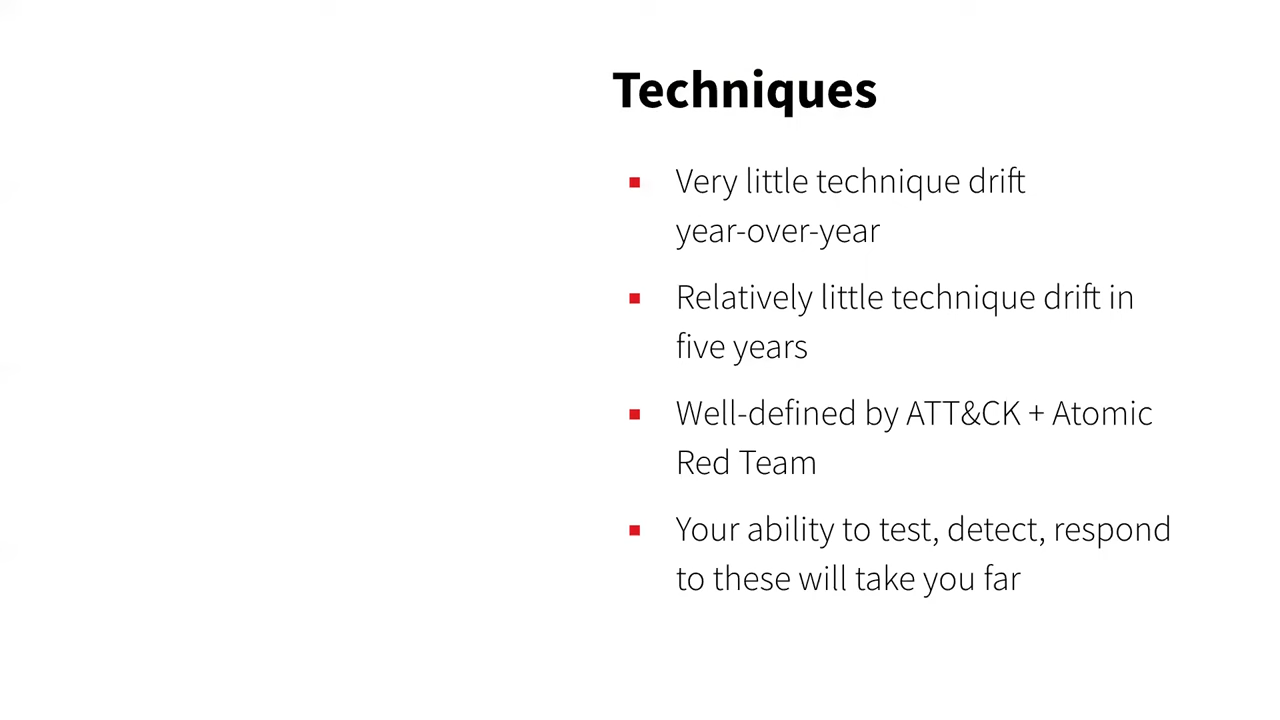 Techniques
Very little technique drift
year-over-year
Relatively little technique drift in
five years
Well-defined by ATT&CK + Atomic
Red Team
Your ability to test, detect, respond
to these will take you far